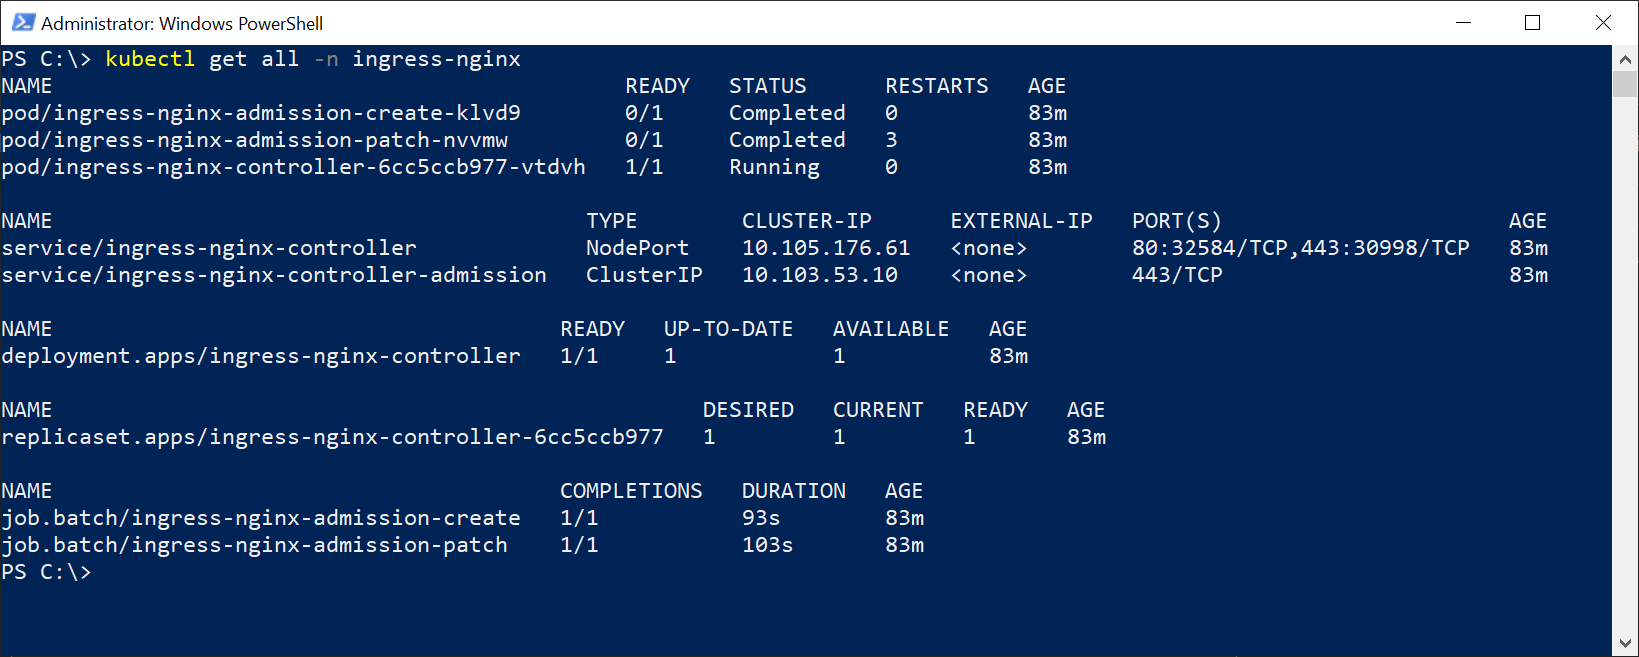 Administrator: Windows PowerShell
PS C:\> kubectl get all -n ingress-nginx
NAME READY STATUS RESTARTS AGE
pod/ingress-nginx-admission-create-klvd9 0/1 Completed 0 83m
pod/ingress-nginx-admission-patch-nvvmw 0/1 Completed 3 83m
pod/ingress-nginx-controller-6cc5ccb977-vtdvh 1/1 Running 0 83m
NAME TYPE CLUSTER-IP EXTERNAL-IP PORT(S) AGE
service/ingress-nginx-controller NodePort 10.105.176.61 <none> 80:32584/TCP,443:30998/TCP 83m
service/ingress-nginx-controller-admission ClusterIP 10.103.53.10 <none> 443/TCP 83m
NAME READY UP-TO-DATE AVAILABLE AGE
deployment.apps/ingress-nginx-controller 1/1 1 1 83m
NAME DESIRED CURRENT READY AGE
replicaset.apps/ingress-nginx-controller-6cc5ccb977 1 1 1 83m
NAME COMPLETIONS DURATION AGE
job.batch/ingress-nginx-admission-create 1/1 93s 83m
job.batch/ingress-nginx-admission-patch 1/1 103s 83m
PS C:\>